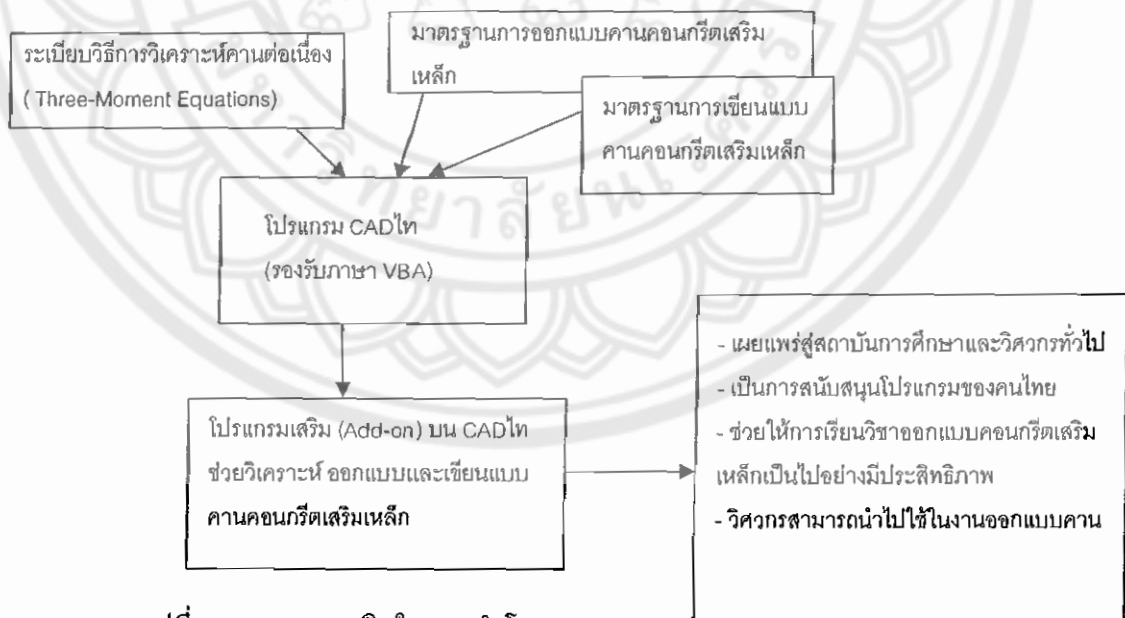 ระเบียบวิธีการวิเคราะห์คานต่อเนื่อง
( Three-Moment Equations)
มาตรฐานการออกแบบคานคอนกรีตเสริม
เหล็ก
มาตรฐานการเขียนแบบ
คานคอนกรีตเสริมเหล็ก
วิทยาลัยนเรศวร
โปรแกรม CADไท
(รองรับภาษา VBA)
โปรแกรมเสริม (Add-on) บน CADไท
ช่วยวิเคราะห์ ออกแบบและเขียนแบบ
คานคอนกรีตเสริมเหล็ก
- เผยแพร่สู่สถาบันการศึกษาและวิศวกรทั่วไป
- เป็นการสนับสนุนโปรแกรมของคนไทย
- ช่วยให้การเรียนวิชาออกแบบคอนกรีตเสริม
เหล็กเป็นไปอย่างมีประสิทธิภาพ
- วิศวกรสามารถนำไปใช้ในงานออกแบบคาน